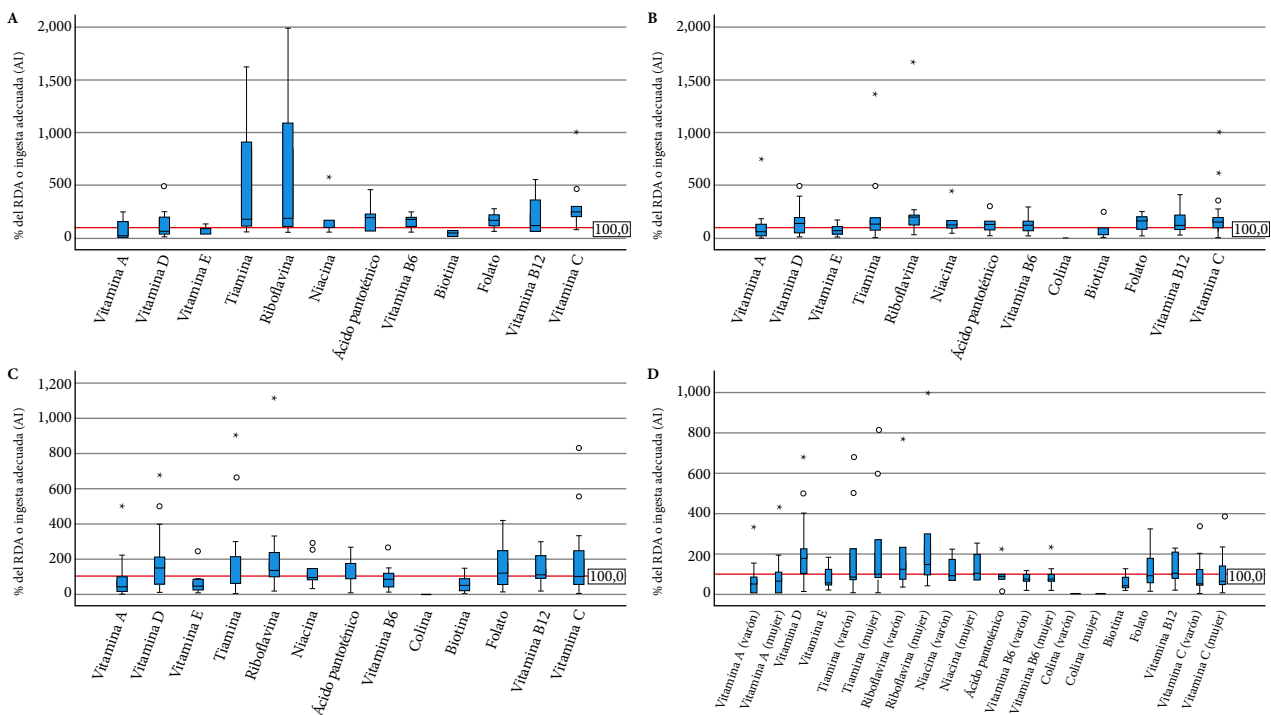 A
% del RDA o ingesta adecuada (AI)
2,000
1,500
1,000
500
0
100,0
Vitamina A
Vitamina D
Vitamina E
Tiamina
Riboflavina
Niacina
Ácido pantoténico
Vitamina B6
Biotina
Folato
Vitamina B12
Vitamina C
B
% del RDA o ingesta adecuada (AI)
2,000
1,500
1,000
500
0
100,0
Vitamina A
Vitamina D
Vitamina E
Tiamina
Riboflavina
Niacina
Ácido pantoténico
Vitamina B6
Colina
Biotina
Folato
Vitamina B12
Vitamina C
C
% del RDA o ingesta adecuada (AI)
1,200
1,000
800
600
400
200
0
100,0
Vitamina A
Vitamina D
Vitamina E
Tiamina
Riboflavina
Niacina
Ácido pantoténico
Vitamina B6
Colina
Biotina
Folato
Vitamina B12
Vitamina C
D
% del RDA o ingesta adecuada (AI)
1,000
800
600
400
200
0
100,0
Vitamina A (varón)
Vitamina A (mujer)
Vitamina D
Vitamina E
Tiamina (varón)
Tiamina (mujer)
Riboflavina (varón)
Riboflavina (mujer)
Niacina (varón)
Niacina (mujer)
Ácido pantoténico
Vitamina B6 (varón)
Vitamina B6 (mujer)
Colina (varón)
Colina (mujer)
Biotina
Folato
Vitamina B12
Vitamina C (varón)
Vitamina C (mujer)